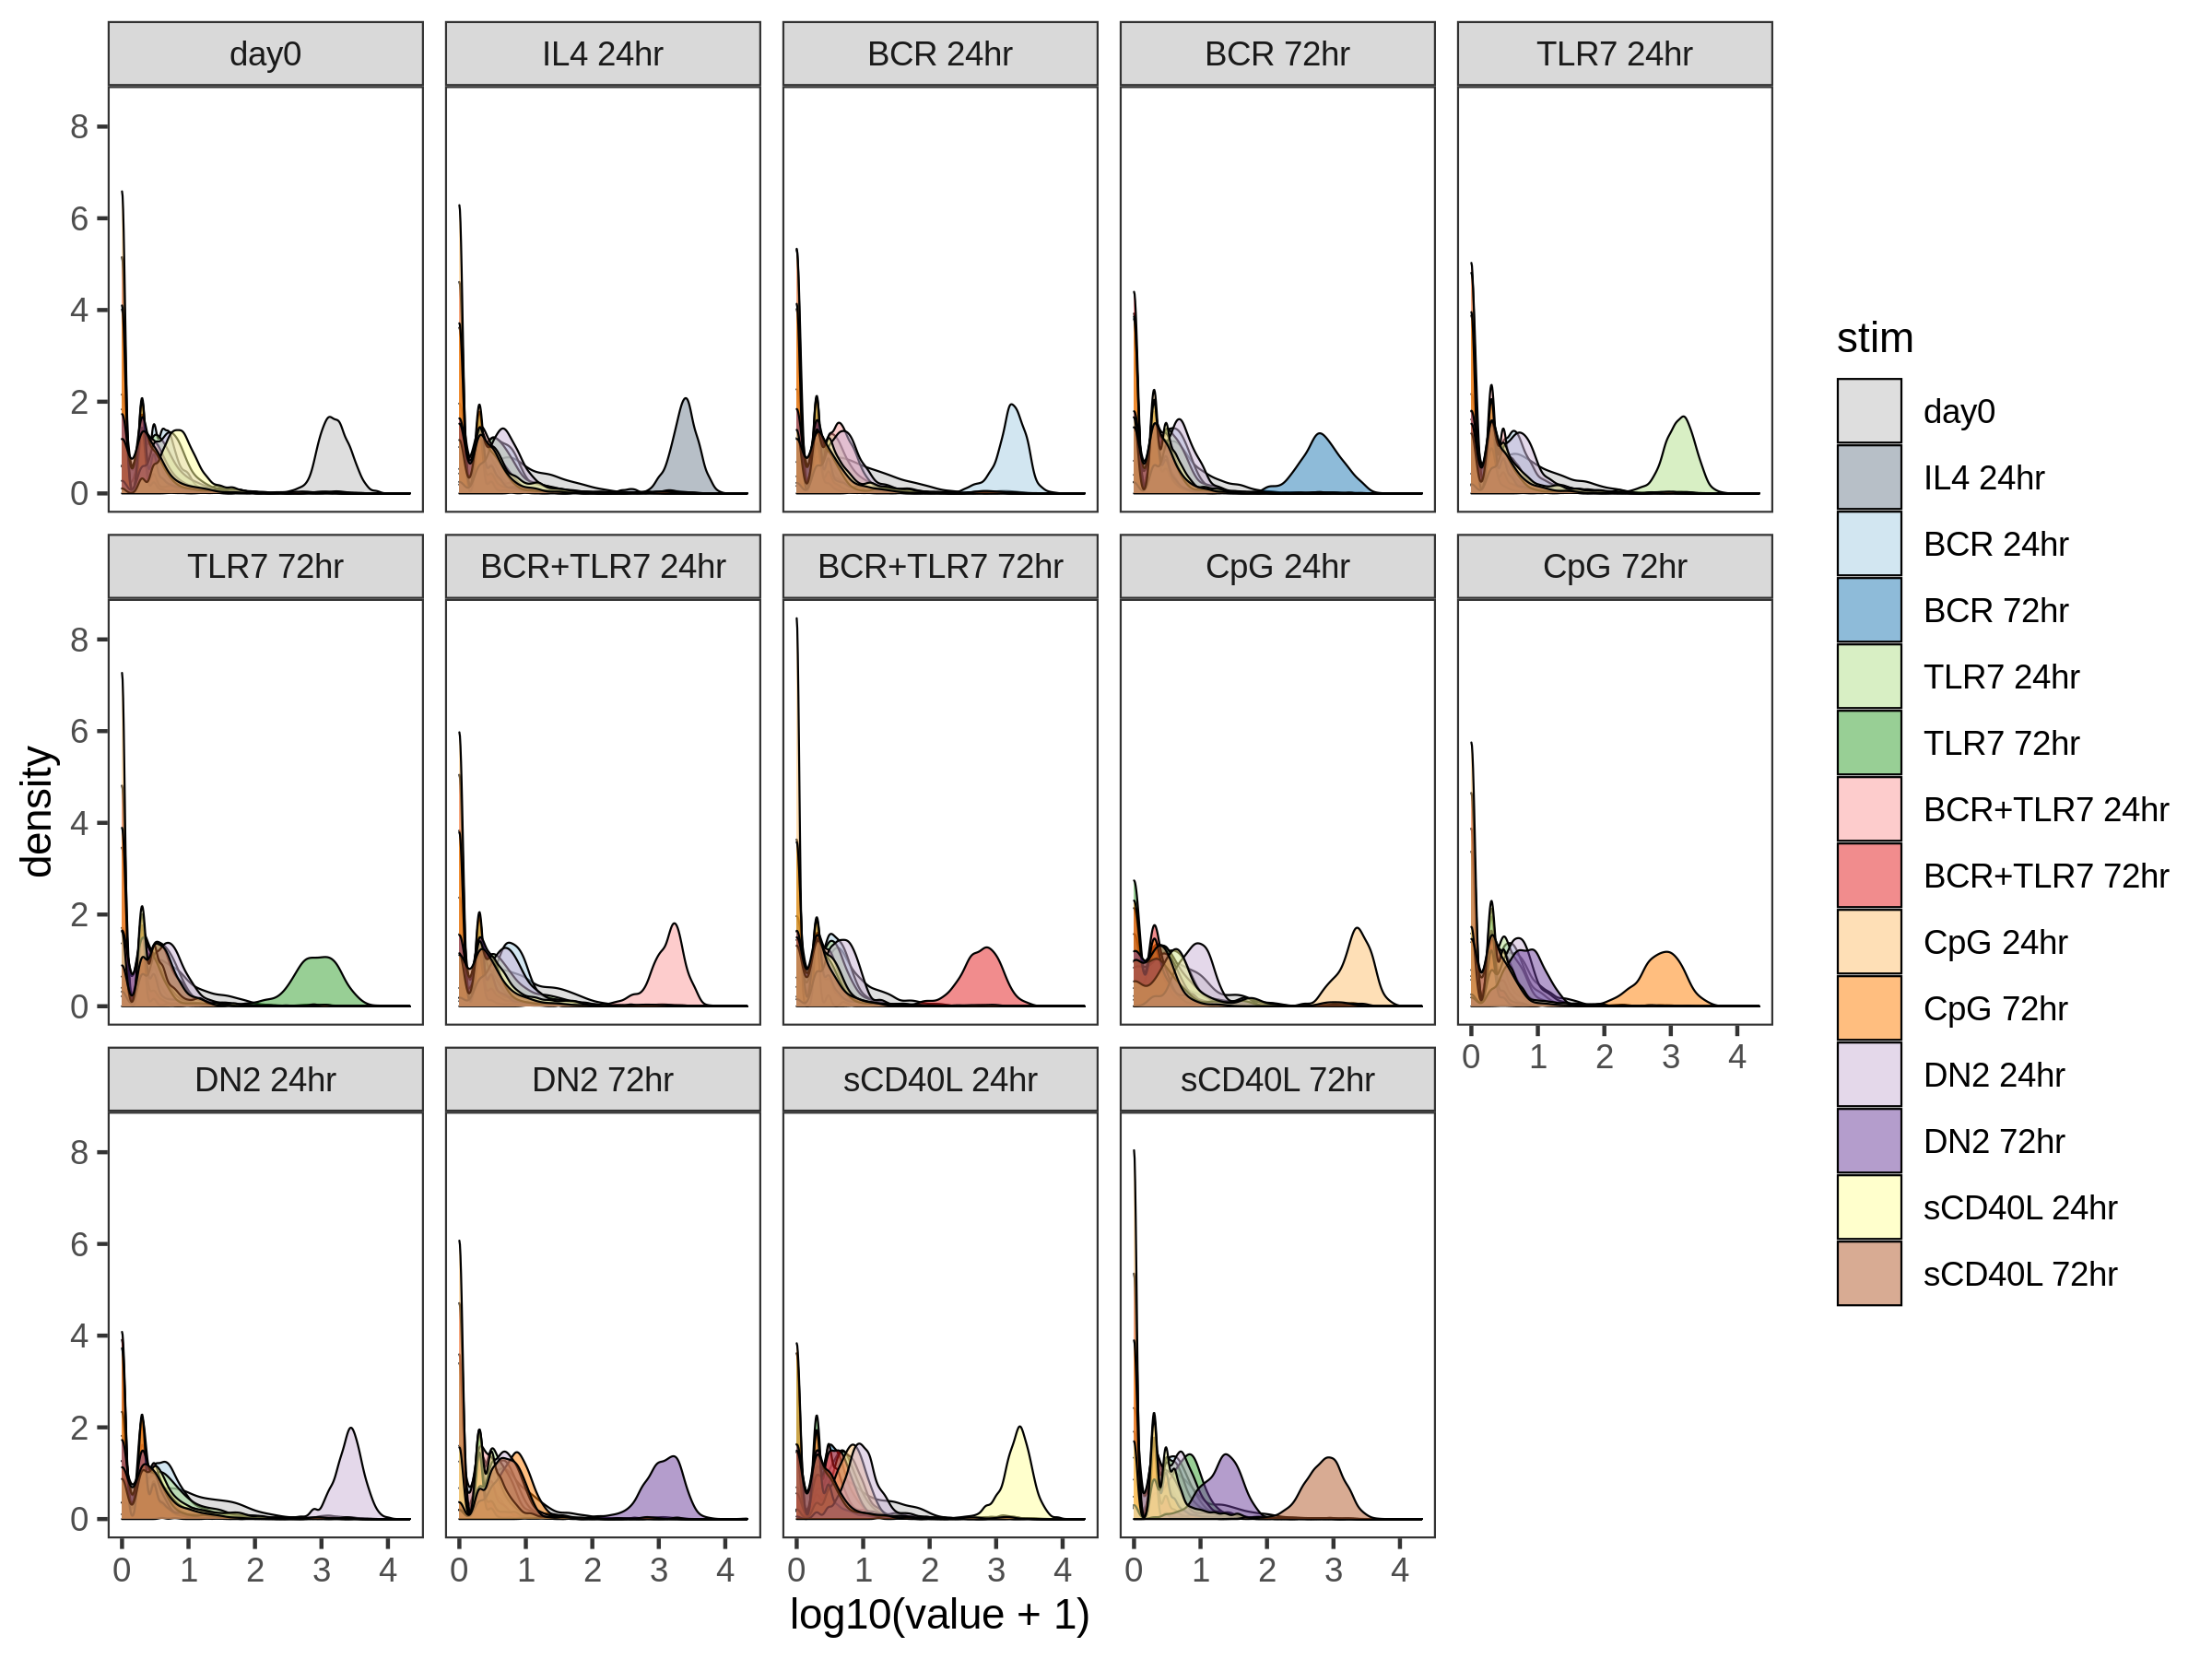 day0 IL4 24hr BCR 24hr BCR 72hr TLR7 24hr
8
6
4
2
0
TLR7 72hr BCR+TLR7 24hr BCR+TLR7 72hr CpG 24hr CpG 72hr
8
6
4
2
0
0 1 2 3 4
DN2 24hr DN2 72hr sCD40L 24hr sCD40L 72hr
8
6
4
2
0
0 1 2 3 4 0 1 2 3 4 0 1 2 3 4 0 1 2 3 4
log10(value + 1)
density
stim
day0
IL4 24hr
BCR 24hr
BCR 72hr
TLR7 24hr
TLR7 72hr
BCR+TLR7 24hr
BCR+TLR7 72hr
CpG 24hr
CpG 72hr
DN2 24hr
DN2 72hr
sCD40L 24hr
sCD40L 72hr